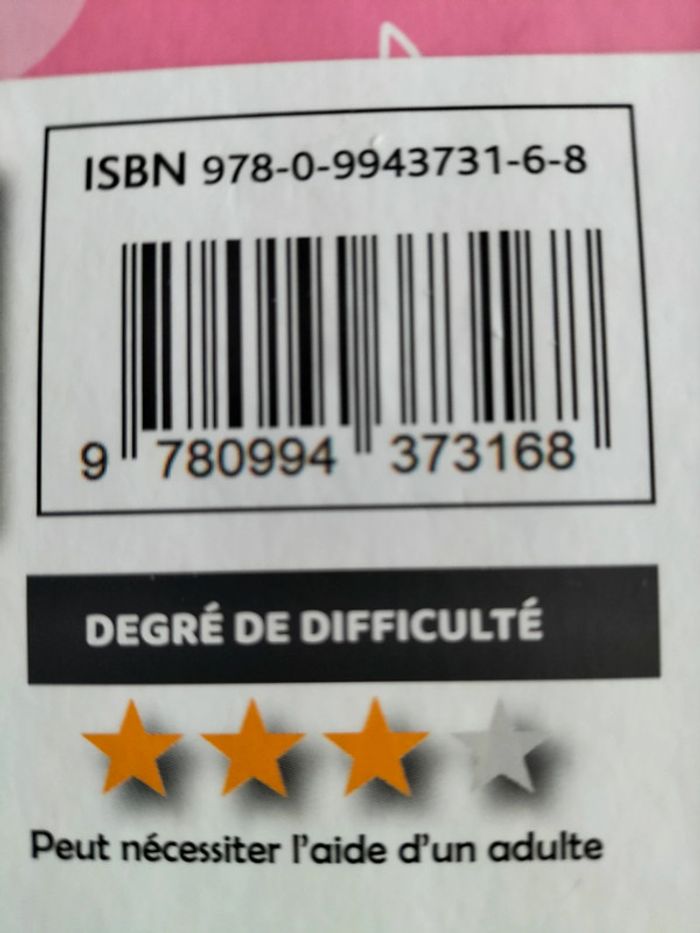 ISBN 978-0-9943731-6-8
9 780994 373168
DEGRÉ DE DIFFICULTÉ
Peut nécessiter l'aide d'un adulte